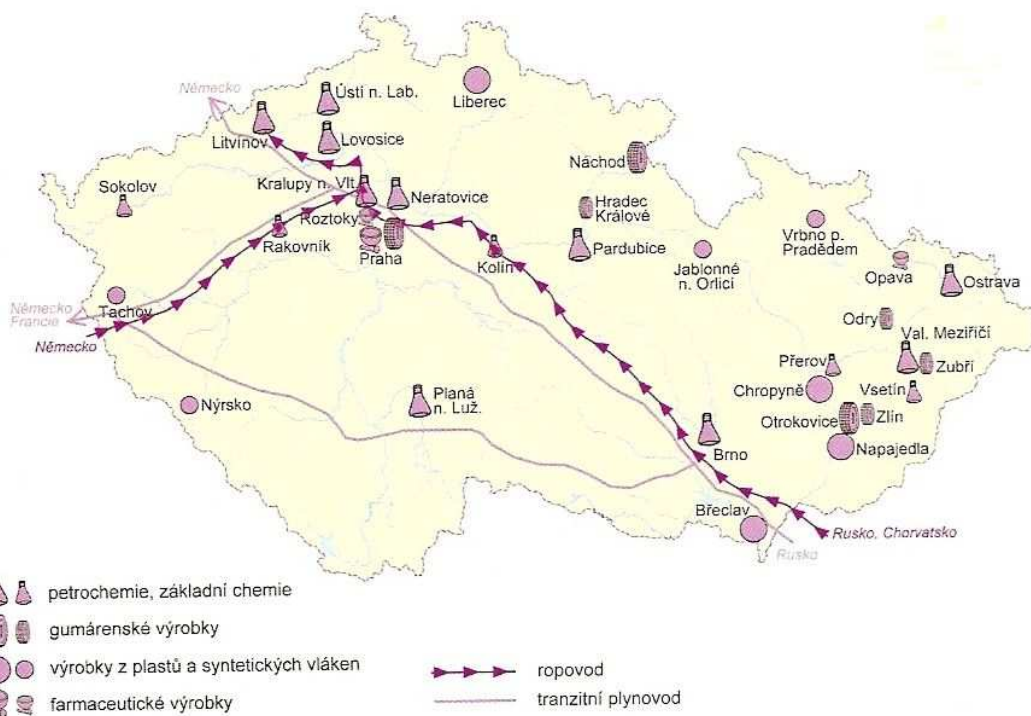 Německo
Ústí n. Lab.
Liberec
Litvínov
Lovosice
Náchod
Sokolov
Kralupy n. Vlt
Neratovice
Roztoky
Hradec
Králové
Vrbno p.
Pradědem
Rakovník
Praha
Kolín
Pardubice
Jablonné
n. Orlicí
Opava
Ostrava
Německo
Francie
Tachov
Německo
Odry
Val. Meziříčí
Přerov
Zubří
Chropyně
Vsetín
Nýrsko
Planá
n. Luž.
Otrokovice
Zlín
Brno
Napajedla
Břeclav
Rusko, Chorvatsko
Rusko
petrochemie, základní chemie
gumárenské výrobky
výrobky z plastů a syntetických vláken
farmaceutické výrobky
ropovod
tranzitní plynovod